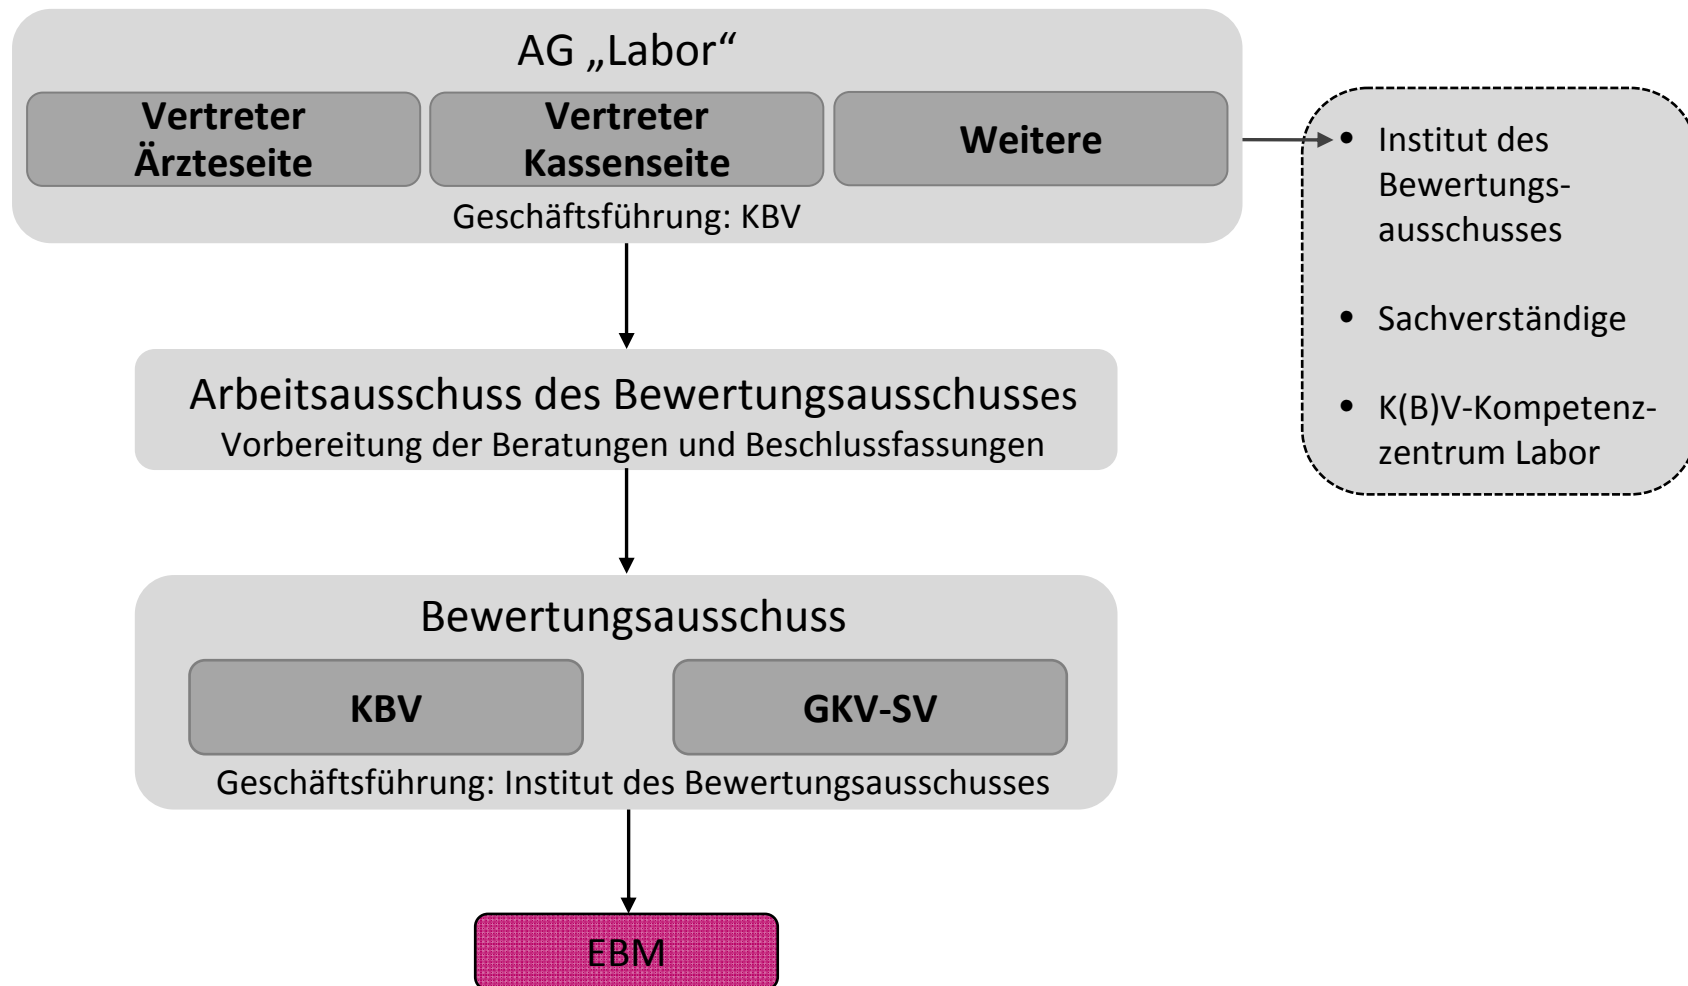 AG „Labor“
Vertreter
Ärzteseite
Vertreter
Kassenseite
Weitere
Geschäftsführung: KBV
• Institut des
Bewertungs-
ausschusses
• Sachverständige
• K(B)V-Kompetenz-
zentrum Labor
Arbeitsausschuss des Bewertungsausschusses
Vorbereitung der Beratungen und Beschlussfassungen
Bewertungsausschuss
KBV
GKV-SV
Geschäftsführung: Institut des Bewertungsausschusses
EBM